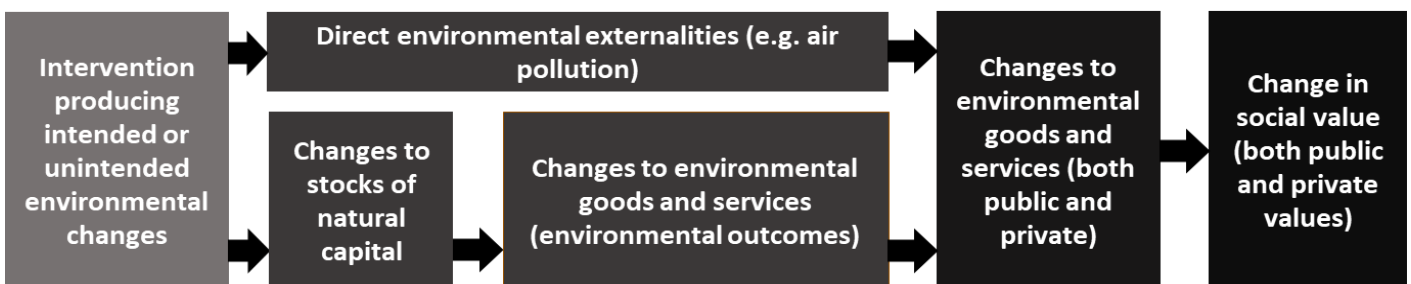 Intervention
producing
intended or
unintended
environmental
changes
Direct environmental externalities (e.g. air
pollution)
Changes to
stocks of
natural
capital
Changes to environmental
goods and services
(environmental outcomes)
Changes to
environmental
goods and
services (both
public and
private)
Change in
social value
(both public
and private
values)